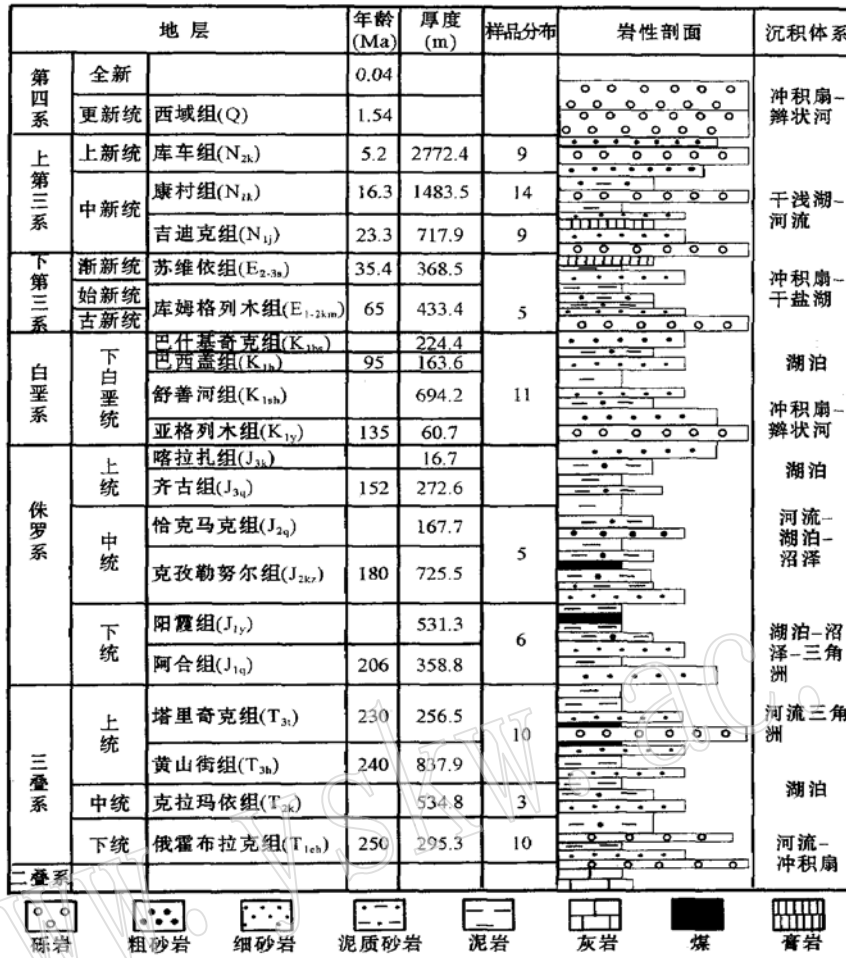 地层 年龄(Ma) 厚度(m) 样品分布 岩性剖面 沉积体系
第四系 全新 0.04
更新统 西域组(Q) 1.54
冲积扇-辫状河
上第三系 上新统 库车组(N2k) 5.2 2772.4 9
中新统 康村组(N1k) 16.3 1483.5 14
干浅湖-河流
吉迪克组(N1j) 23.3 717.9 9
下第三系 渐新统 苏维依组(E2-3s) 35.4 368.5
冲积扇-干盐湖
始新统
古新统
库姆格列木组(E1-2km) 65 433.4 5
白垩系 下白垩统 巴什基奇克组(K1bs) 224.4
巴西盖组(K1b) 95 163.6
湖泊
舒善河组(K1sh) 694.2 11
冲积扇-辫状河
亚格列木组(K1y) 135 60.7
侏罗系 上统 喀拉扎组(J3k) 16.7
湖泊
齐古组(J3q) 152 272.6
中统 恰克马克组(J2q) 167.7
河流-湖泊-沼泽
5
克孜勒努尔组(J2kz) 180 725.5
下统 阳霞组(J1y) 531.3
6
湖泊-沼泽-三角洲
阿合组(J1q) 206 358.8
三叠系 上统 塔里奇克组(T3t) 230 256.5
10
河流三角洲
黄山街组(T3h) 240 837.9
湖泊
中统 克拉玛依组(T2k) 534.8 3
下统 俄霍布拉克组(T1eh) 250 295.3 10
河流-冲积扇
二叠系
砾岩 粗砂岩 细砂岩 泥质砂岩 泥岩 灰岩 煤 膏岩
www.yskw.ac.